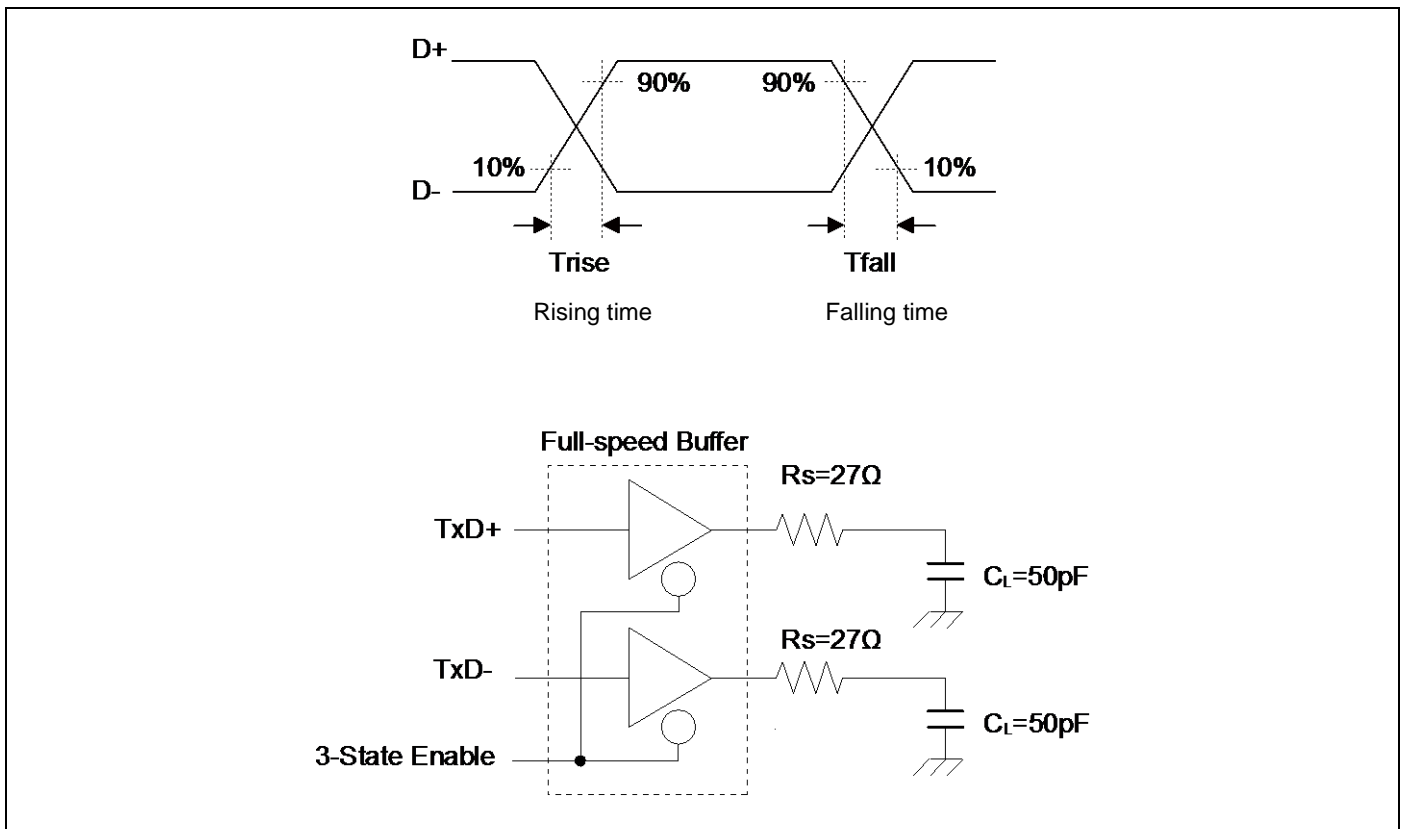 D+
90% 90%
10% 10%
D-
Trise Tfall
Rising time Falling time
Full-speed Buffer
Rs=27Ω
TxD+
CL=50pF
Rs=27Ω
TxD-
CL=50pF
3-State Enable